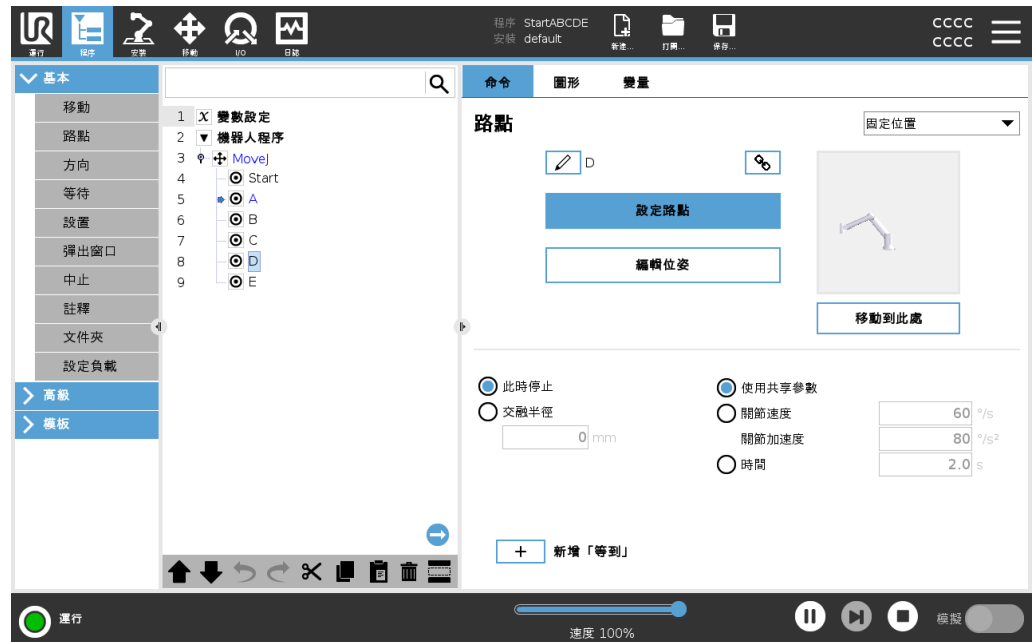 UR
運行
程序
安裝
移動
I/O
日誌
程序 StartABCDE
安裝 default
新建...
打開...
保存...
cccc
cccc
基本
移動
路點
方向
等待
設置
彈出窗口
中止
註釋
文件夾
設定負載
高級
模板
1 X 變數設定
2 ▼ 機器人程序
3 MoveJ
4 Start
5 A
6 B
7 C
8 D
9 E
命令 圖形 變量
路點
固定位置
D
設定路點
編輯位姿
移動到此處
此時停止
交融半徑
0 mm
使用共享參數
關節速度 60 °/s
關節加速度 80 °/s²
時間 2.0 s
+ 新增「等到」
運行
速度 100%
模擬